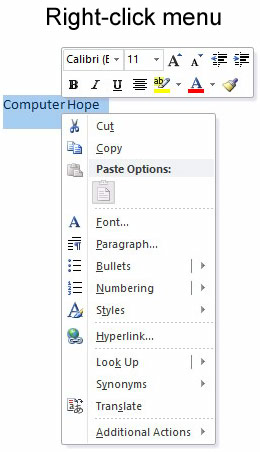 Right-click menu
Calibri (E 11 A A
B I U ab A
Computer Hope
Cut
Copy
Paste Options:
A
A Font...
Paragraph...
Bullets
Numbering
Styles
Hyperlink...
Look Up
Synonyms
Translate
Additional Actions